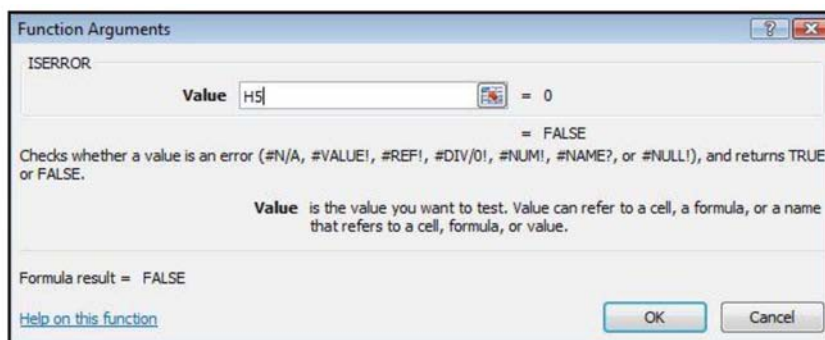 Function Arguments
ISERROR
Value H5 = 0
= FALSE
Checks whether a value is an error (#N/A, #VALUE!, #REF!, #DIV/0!, #NUM!, #NAME?, or #NULL!), and returns TRUE
or FALSE.
Value is the value you want to test. Value can refer to a cell, a formula, or a name
that refers to a cell, formula, or value.
Formula result = FALSE
Help on this function OK Cancel